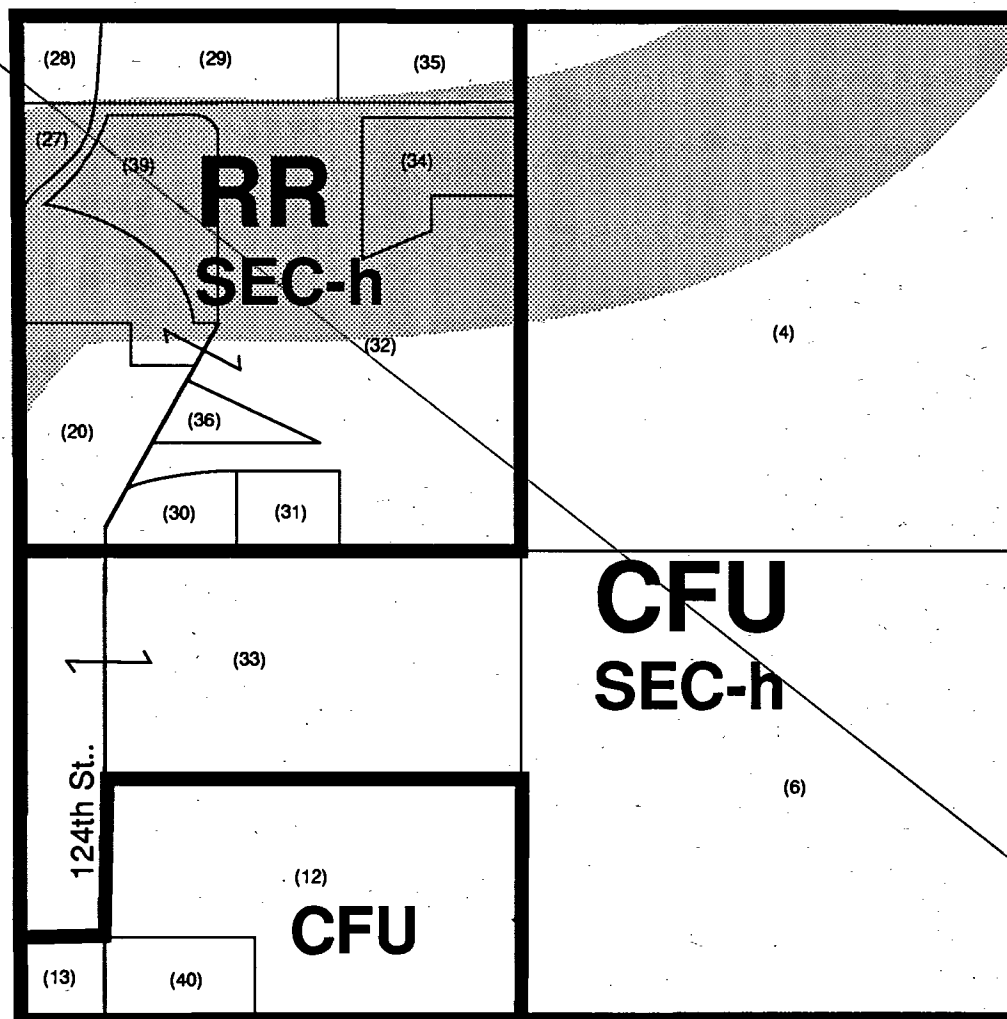 (28)
(29)
(35)
(27)
(39)
RR
(34)
SEC-h
(32)
(4)
(20)
(36)
(30)
(31)
CFU
SEC-h
(33)
124th St..
(6)
(12)
CFU
(13)
(40)